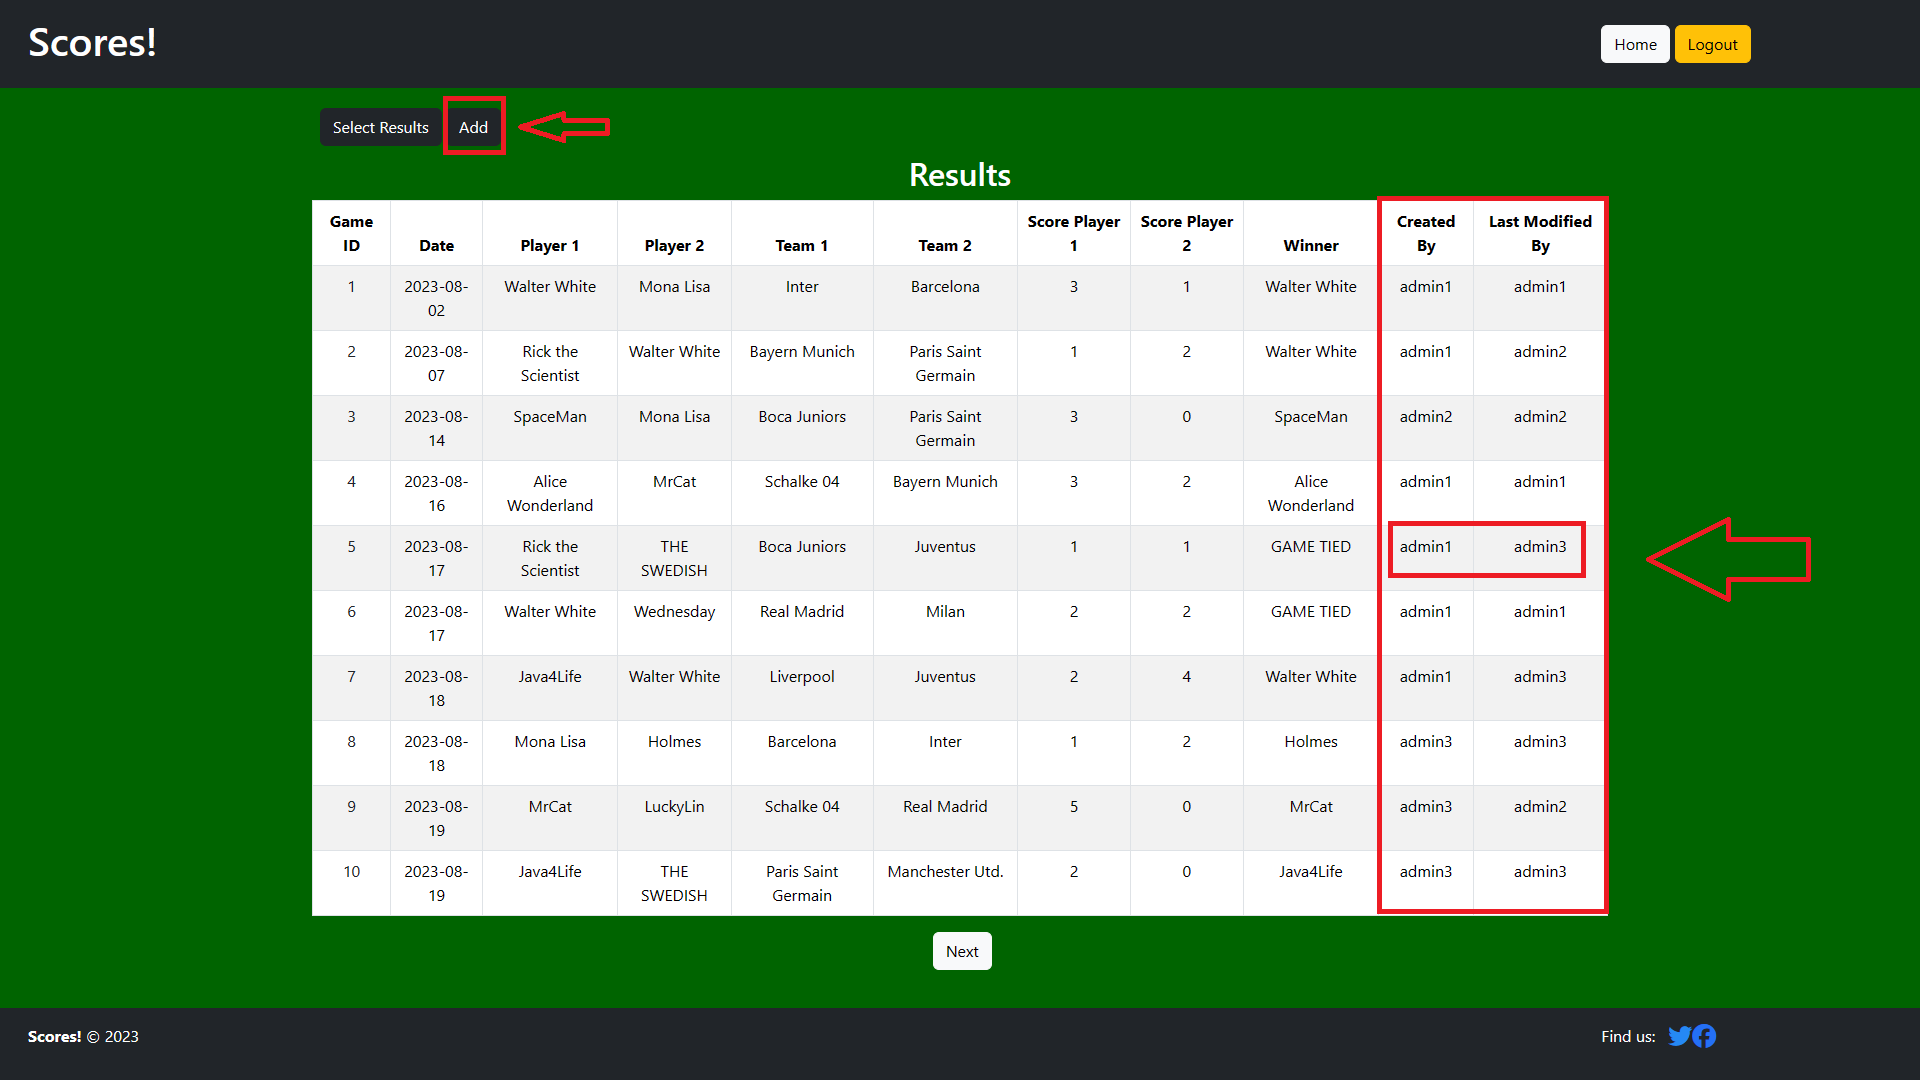 Scores!
Home Logout
Select Results Add
Results
Game ID Date Player 1 Player 2 Team 1 Team 2 Score Player 1 Score Player 2 Winner Created By Last Modified By
1 2023-08-02 Walter White Mona Lisa Inter Barcelona 3 1 Walter White admin1 admin1
2 2023-08-07 Rick the Scientist Walter White Bayern Munich Paris Saint Germain 1 2 Walter White admin1 admin2
3 2023-08-14 SpaceMan Mona Lisa Boca Juniors Paris Saint Germain 3 0 SpaceMan admin2 admin2
4 2023-08-16 Alice Wonderland MrCat Schalke 04 Bayern Munich 3 2 Alice Wonderland admin1 admin1
5 2023-08-17 Rick the Scientist THE SWEDISH Boca Juniors Juventus 1 1 GAME TIED admin1 admin3
6 2023-08-17 Walter White Wednesday Real Madrid Milan 2 2 GAME TIED admin1 admin1
7 2023-08-18 Java4Life Walter White Liverpool Juventus 2 4 Walter White admin1 admin3
8 2023-08-18 Mona Lisa Holmes Barcelona Inter 1 2 Holmes admin3 admin3
9 2023-08-19 MrCat LuckyLin Schalke 04 Real Madrid 5 0 MrCat admin3 admin2
10 2023-08-19 Java4Life THE SWEDISH Paris Saint Germain Manchester Utd. 2 0 Java4Life admin3 admin3
Next
Scores! © 2023
Find us: